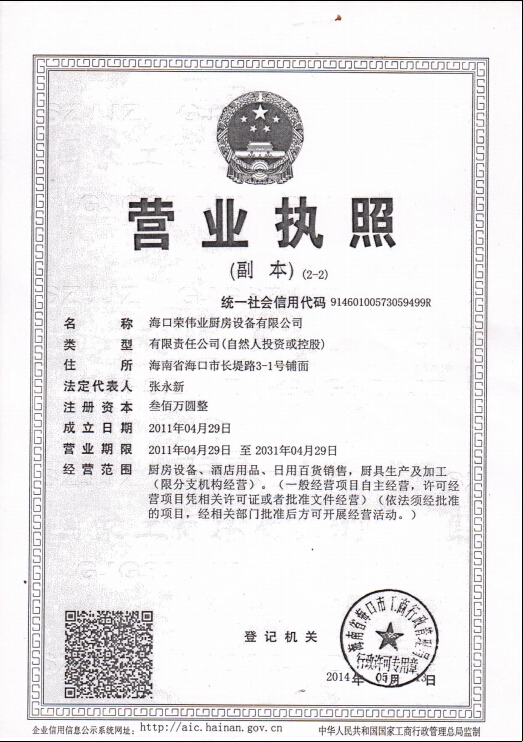 营业执照
(副 本) (2-2)
统一社会信用代码 91460100573059499R
名 称 海口荣伟业厨房设备有限公司
类 型 有限责任公司(自然人投资或控股)
住 所 海南省海口市长堤路3-1号铺面
法定代表人 张永新
注册资本 叁佰万圆整
成立日期 2011年04月29日
营业期限 2011年04月29日 至 2031年04月29日
经营范围 厨房设备、酒店用品、日用百货销售，厨具生产及加工
（限分支机构经营）。（一般经营项目自主经营，许可经
营项目凭相关许可证或者批准文件经营）（依法须经批准
的项目，经相关部门批准后方可开展经营活动。）
登记机关
海南省海口市工商行政管理局
行政许可专用章
2014年 05月 日
企业信用信息公示系统网址: http://aic.hainan.gov.cn
中华人民共和国国家工商行政管理总局监制